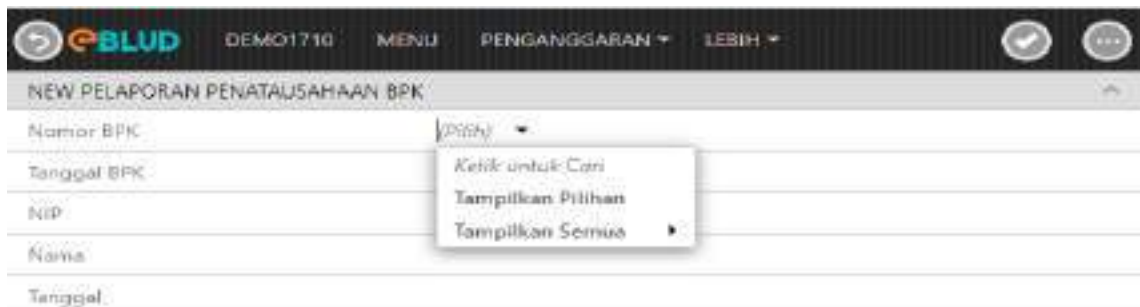 eBLUD DEMO1710 MENU PENGANGGARAN LEBIH
NEW PELAPORAN PENATAUSAHAAN BPK
Nomor BPK (Pilih)
Ketik untuk Cari
Tanggal BPK
Tampilkan Pilihan
NIP
Tampilkan Semua
Nama
Tanggal